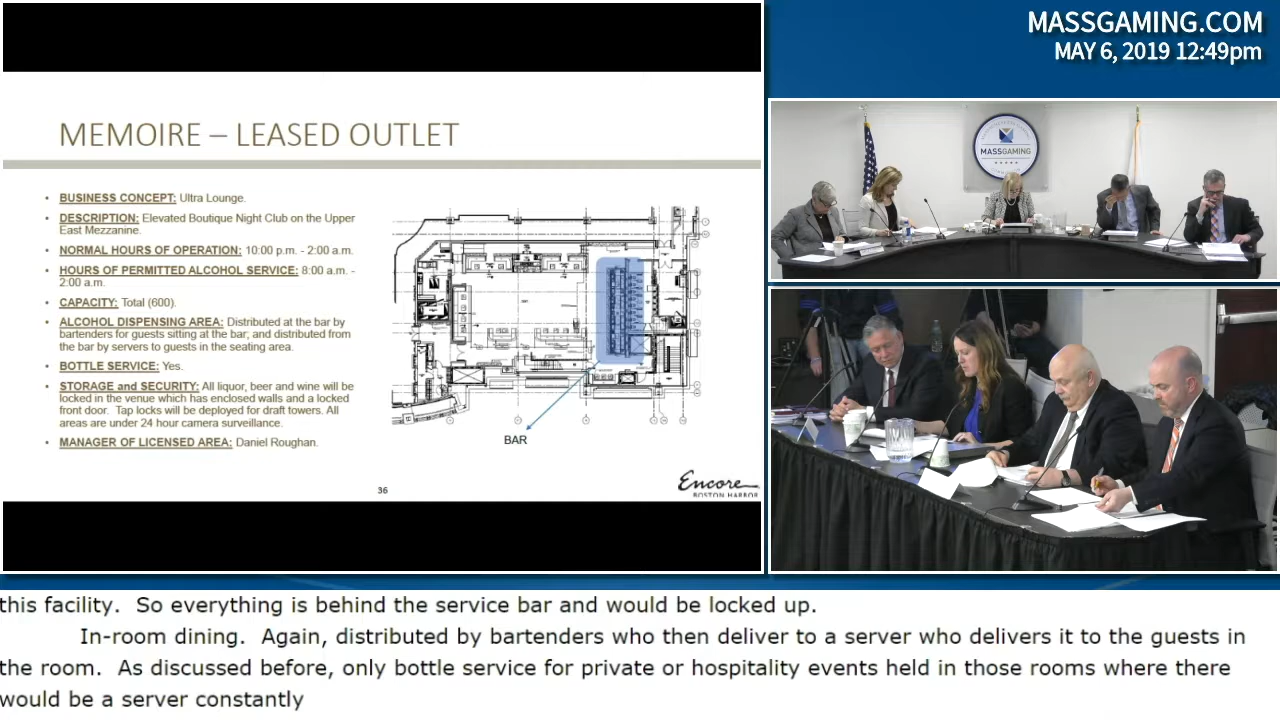 MASSGAMING.COM
MAY 6, 2019 12:49pm
MEMOIRE – LEASED OUTLET
• BUSINESS CONCEPT: Ultra Lounge.
• DESCRIPTION: Elevated Boutique Night Club on the Upper
East Mezzanine.
• NORMAL HOURS OF OPERATION: 10:00 p.m. - 2:00 a.m.
• HOURS OF PERMITTED ALCOHOL SERVICE: 8:00 a.m. -
2:00 a.m.
• CAPACITY: Total (600).
• ALCOHOL DISPENSING AREA: Distributed at the bar by
bartenders for guests sitting at the bar; and distributed from
the bar by servers to guests in the seating area.
• BOTTLE SERVICE: Yes.
• STORAGE and SECURITY: All liquor, beer and wine will be
locked in the venue which has enclosed walls and a locked
front door. Tap locks will be deployed for draft towers. All
areas are under 24 hour camera surveillance.
• MANAGER OF LICENSED AREA: Daniel Roughan.
BAR
36
Encore
BOSTON HARBOR
MASSGAMING
this facility.  So everything is behind the service bar and would be locked up.
In-room dining.  Again, distributed by bartenders who then deliver to a server who delivers it to the guests in
the room.  As discussed before, only bottle service for private or hospitality events held in those rooms where there
would be a server constantly